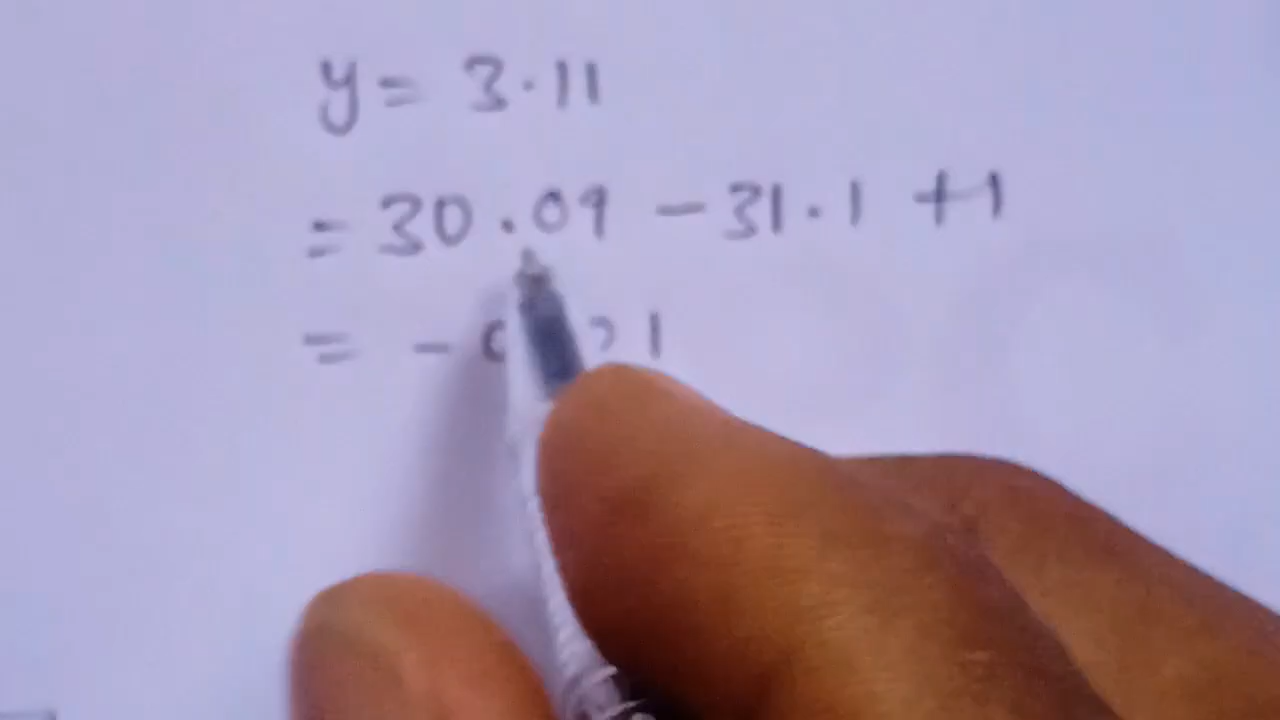 y = 3.11
= 30.09 - 31.1 + 1
= -